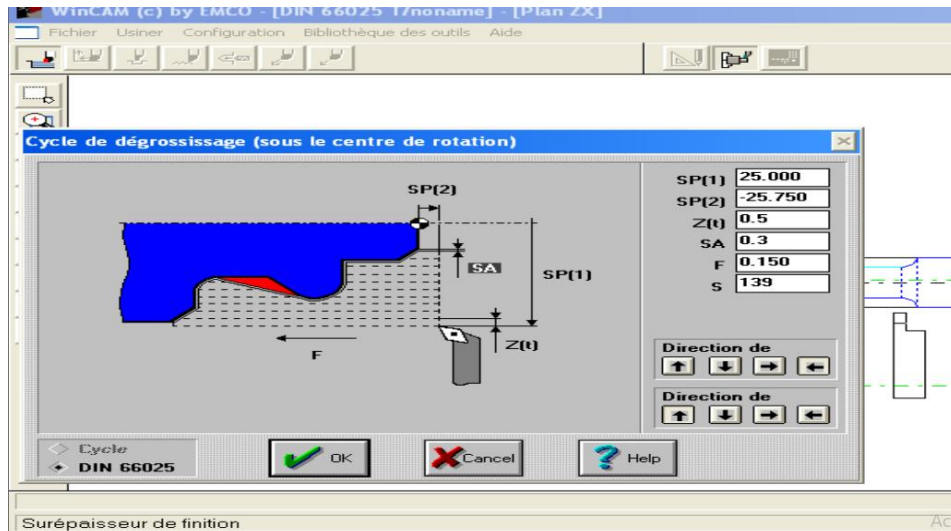 WinCAM (c) by EMCO - [DIN 66025 T/noname] - [Plan ZX]
Fichier Usiner Configuration Bibliothèque des outils Aide
Cycle de dégrossissage (sous le centre de rotation)
SP(2)
SA
SP(1)
Z(t)
F
SP(1) 25.000
SP(2) -25.750
Z(t) 0.5
SA 0.3
F 0.150
S 139
Direction de
Direction de
Cycle
DIN 66025
OK
Cancel
? Help
Surépaisseur de finition